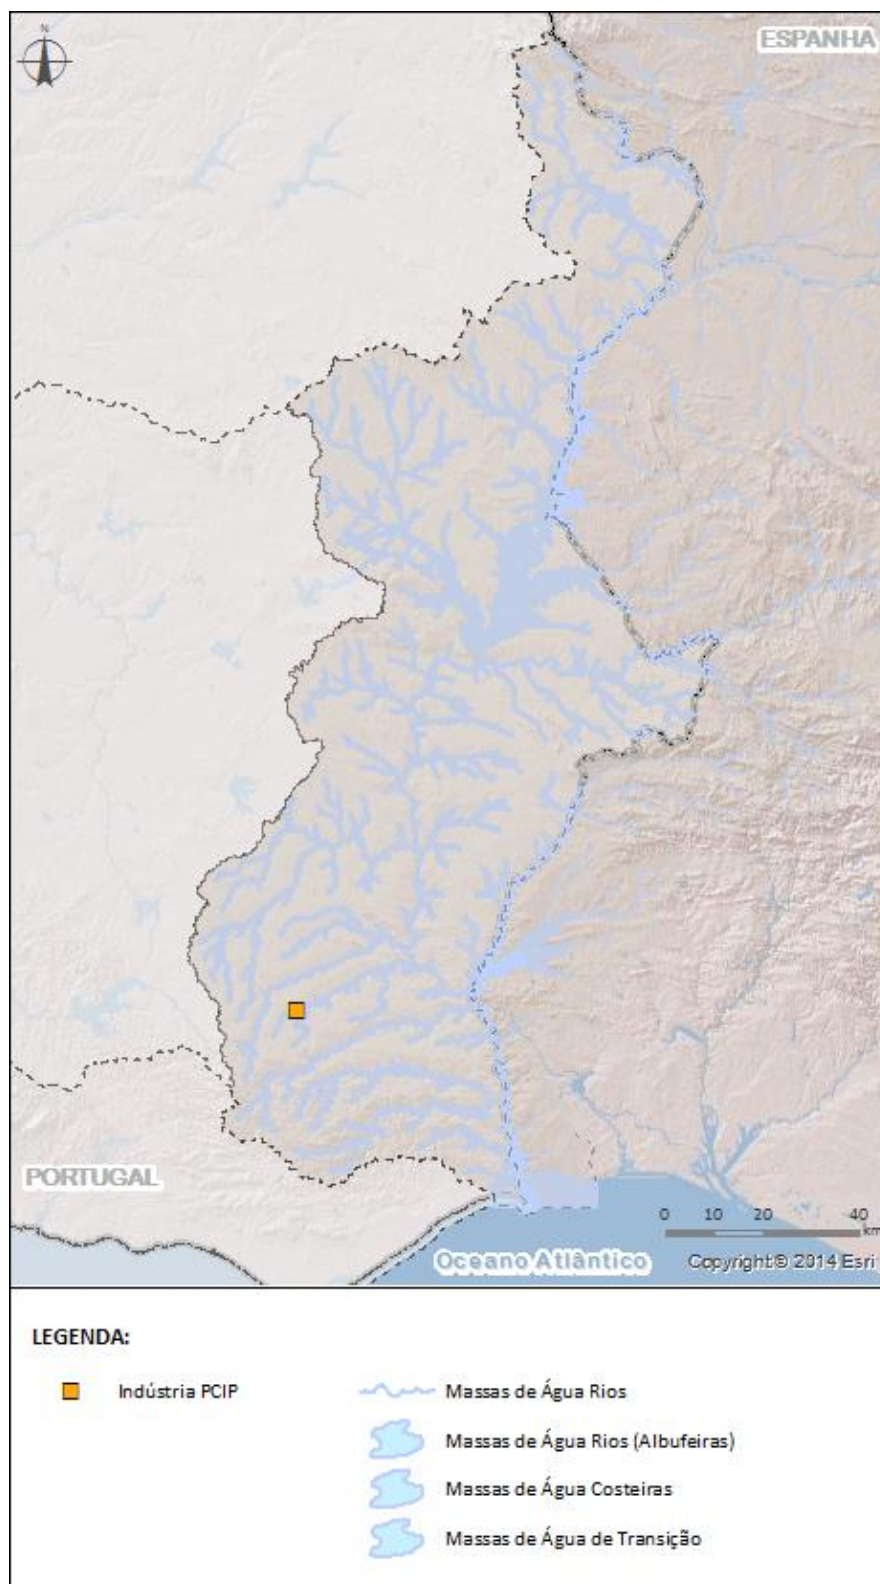 N
ESPANHA
PORTUGAL
0 10 20 40
km
Oceano Atlântico
Copyright© 2014 Esri
LEGENDA:
Indústria PCIP
Massas de Água Rios
Massas de Água Rios (Albufeiras)
Massas de Água Costeiras
Massas de Água de Transição